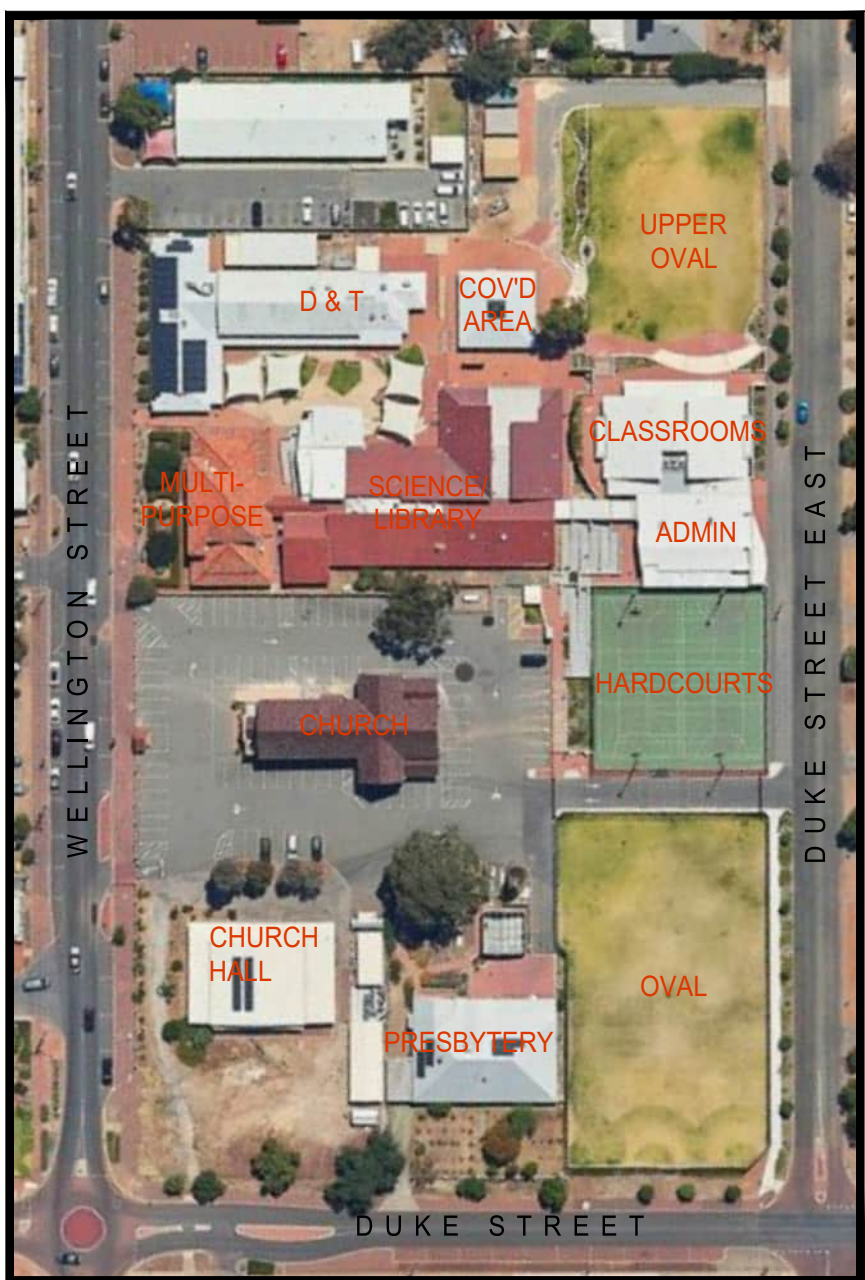 UPPER
OVAL
D & T
COV'D
AREA
CLASSROOMS
MULTI-
PURPOSE
SCIENCE/
LIBRARY
ADMIN
WELLINGTON STREET
DUKE STREET EAST
HARDCOURTS
CHURCH
CHURCH
HALL
OVAL
PRESBYTERY
DUKE STREET